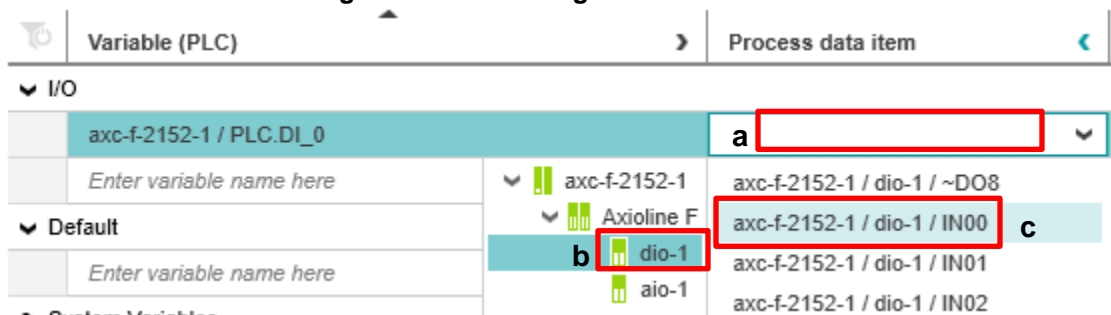 Variable (PLC) Process data item
I/O
axc-f-2152-1 / PLC.DI_0 a
Enter variable name here axc-f-2152-1 axc-f-2152-1 / dio-1 / ~DO8
Default Axioline F axc-f-2152-1 / dio-1 / IN00 c
b dio-1 axc-f-2152-1 / dio-1 / IN01
Enter variable name here aio-1
axc-f-2152-1 / dio-1 / IN02